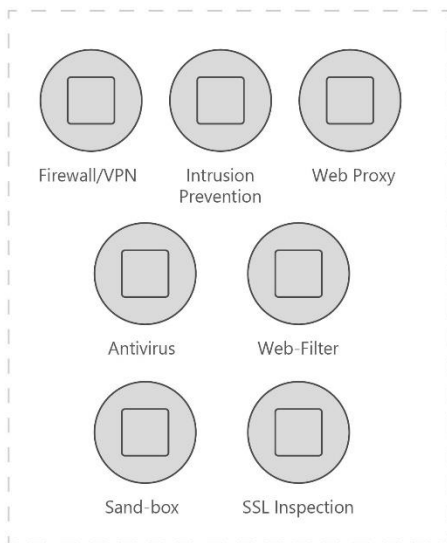 Firewall/VPN
Intrusion
Prevention
Web Proxy
Antivirus
Web-Filter
Sand-box
SSL Inspection